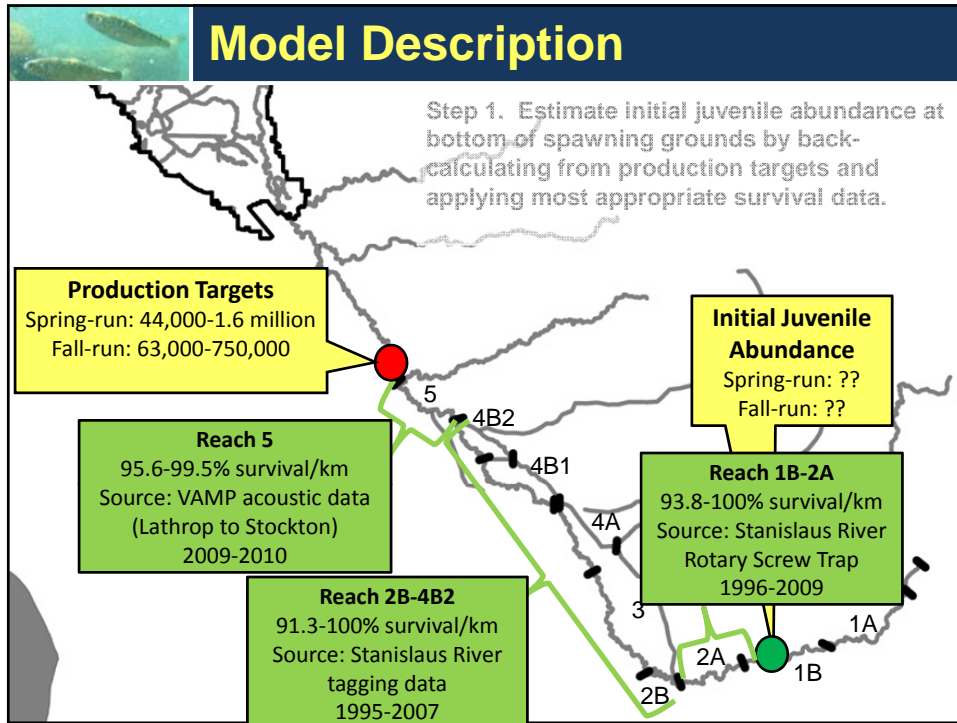 Model Description
Step 1.  Estimate initial juvenile abundance at
bottom of spawning grounds by back-
calculating from production targets and
applying most appropriate survival data.
Production Targets
Spring-run: 44,000-1.6 million
Fall-run: 63,000-750,000
Initial Juvenile
Abundance
Spring-run: ??
Fall-run: ??
5
4B2
Reach 5
95.6-99.5% survival/km
Source: VAMP acoustic data
(Lathrop to Stockton)
2009-2010
4B1
Reach 1B-2A
93.8-100% survival/km
Source: Stanislaus River
Rotary Screw Trap
1996-2009
4A
Reach 2B-4B2
91.3-100% survival/km
Source: Stanislaus River
tagging data
1995-2007
3
1A
2A
1B
2B